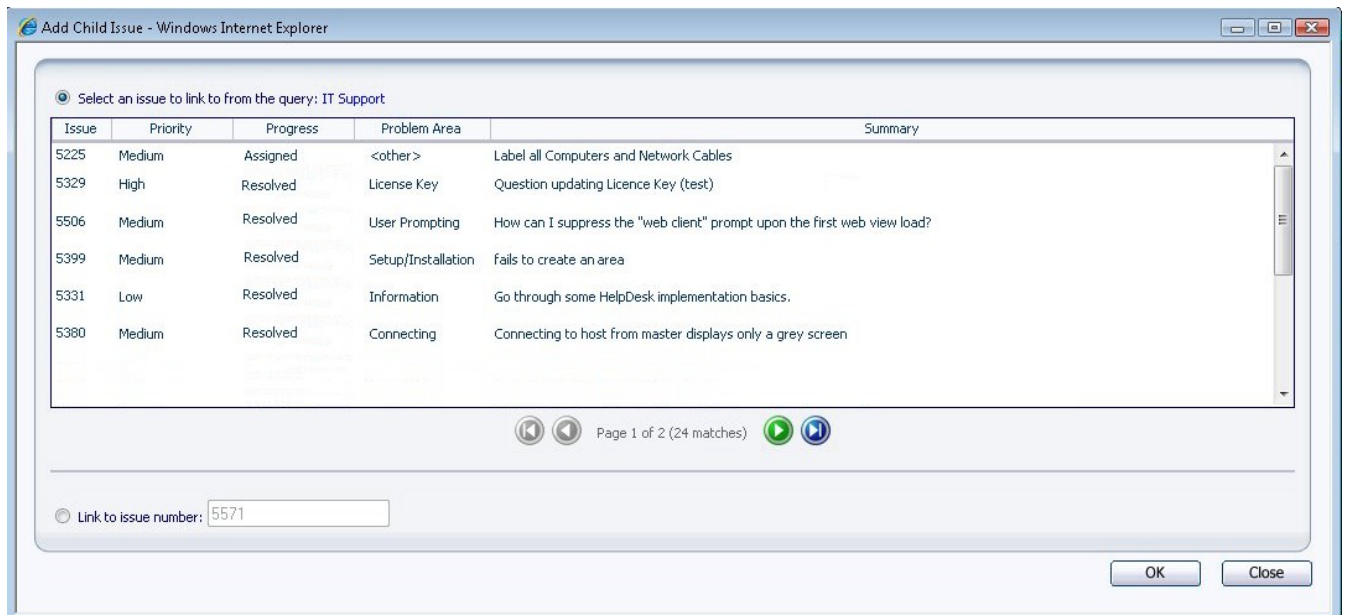 Add Child Issue - Windows Internet Explorer
Select an issue to link to from the query: IT Support
Issue Priority Progress Problem Area Summary
5225 Medium Assigned <other> Label all Computers and Network Cables
5329 High Resolved License Key Question updating Licence Key (test)
5506 Medium Resolved User Prompting How can I suppress the "web client" prompt upon the first web view load?
5399 Medium Resolved Setup/Installation fails to create an area
5331 Low Resolved Information Go through some HelpDesk implementation basics.
5380 Medium Resolved Connecting Connecting to host from master displays only a grey screen
Page 1 of 2 (24 matches)
Link to issue number: 5571
OK Close